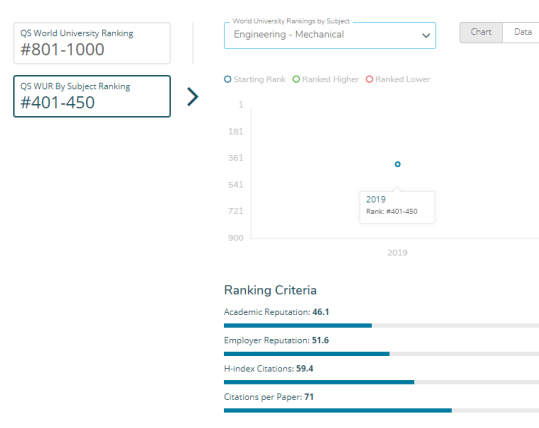 QS World University Ranking
#801-1000
QS WUR By Subject Ranking
#401-450
World University Rankings by Subject
Engineering - Mechanical
Chart
Data
Starting Rank
Ranked Higher
Ranked Lower
1
181
361
541
721
900
2019
Rank: #401-450
2019
Ranking Criteria
Academic Reputation: 46.1
Employer Reputation: 51.6
H-index Citations: 59.4
Citations per Paper: 71